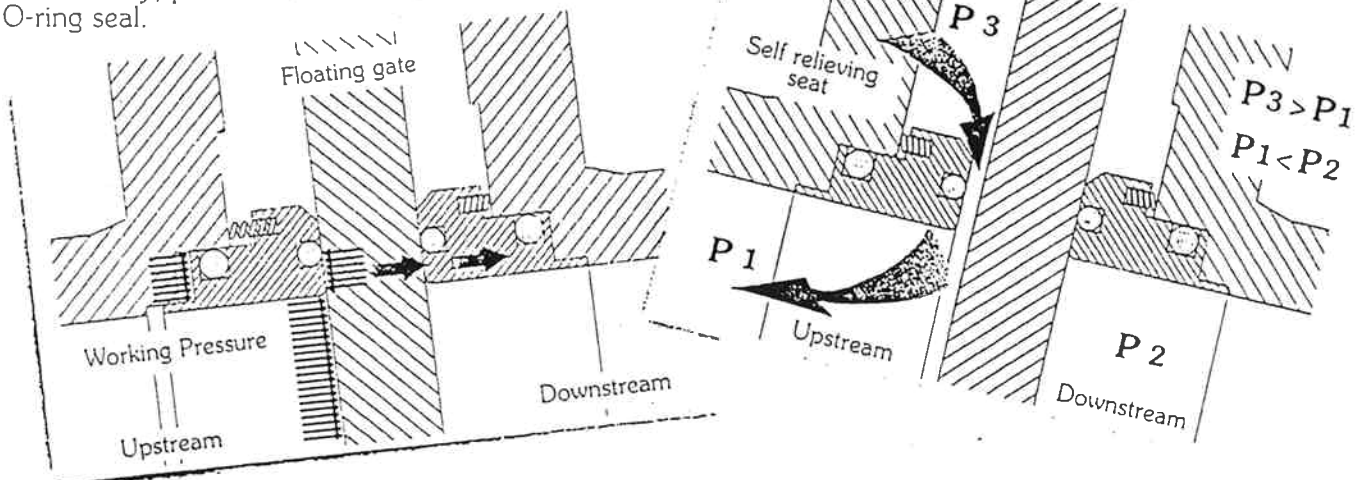 O-ring seal.
Floating gate
Working Pressure
Upstream
Downstream
P 3
Self relieving
seat
P3 > P1
P1 < P2
P 1
Upstream
P 2
Downstream